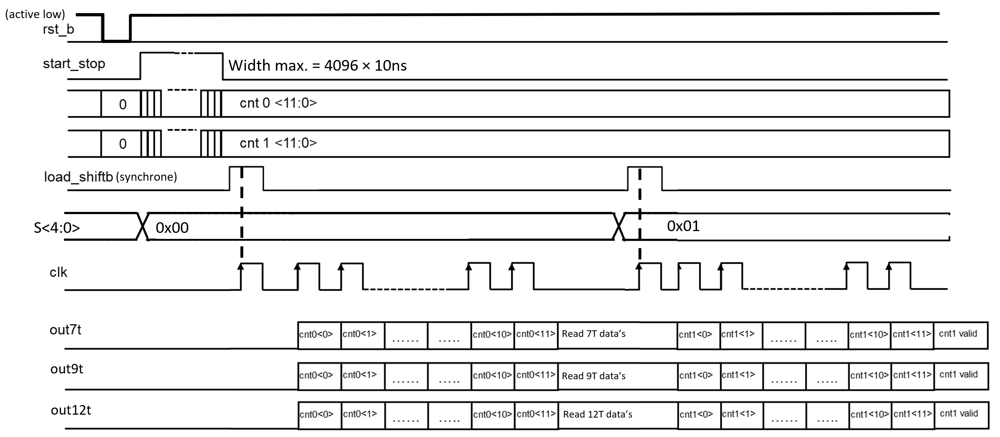 (active low)
rst_b
start_stop
Width max. = 4096 × 10ns
0
cnt 0 <11:0>
0
cnt 1 <11:0>
load_shiftb (synchrone)
S<4:0>
0x00
0x01
clk
out7t
cnt0<0> cnt0<1> ...... ..... cnt0<10> cnt0<11> Read 7T data’s cnt1<0> cnt1<1> ...... ..... cnt1<10> cnt1<11> cnt1 valid
out9t
cnt0<0> cnt0<1> ...... ..... cnt0<10> cnt0<11> Read 9T data’s cnt1<0> cnt1<1> ...... ..... cnt1<10> cnt1<11> cnt1 valid
out12t
cnt0<0> cnt0<1> ...... ..... cnt0<10> cnt0<11> Read 12T data’s cnt1<0> cnt1<1> ...... ..... cnt1<10> cnt1<11> cnt1 valid